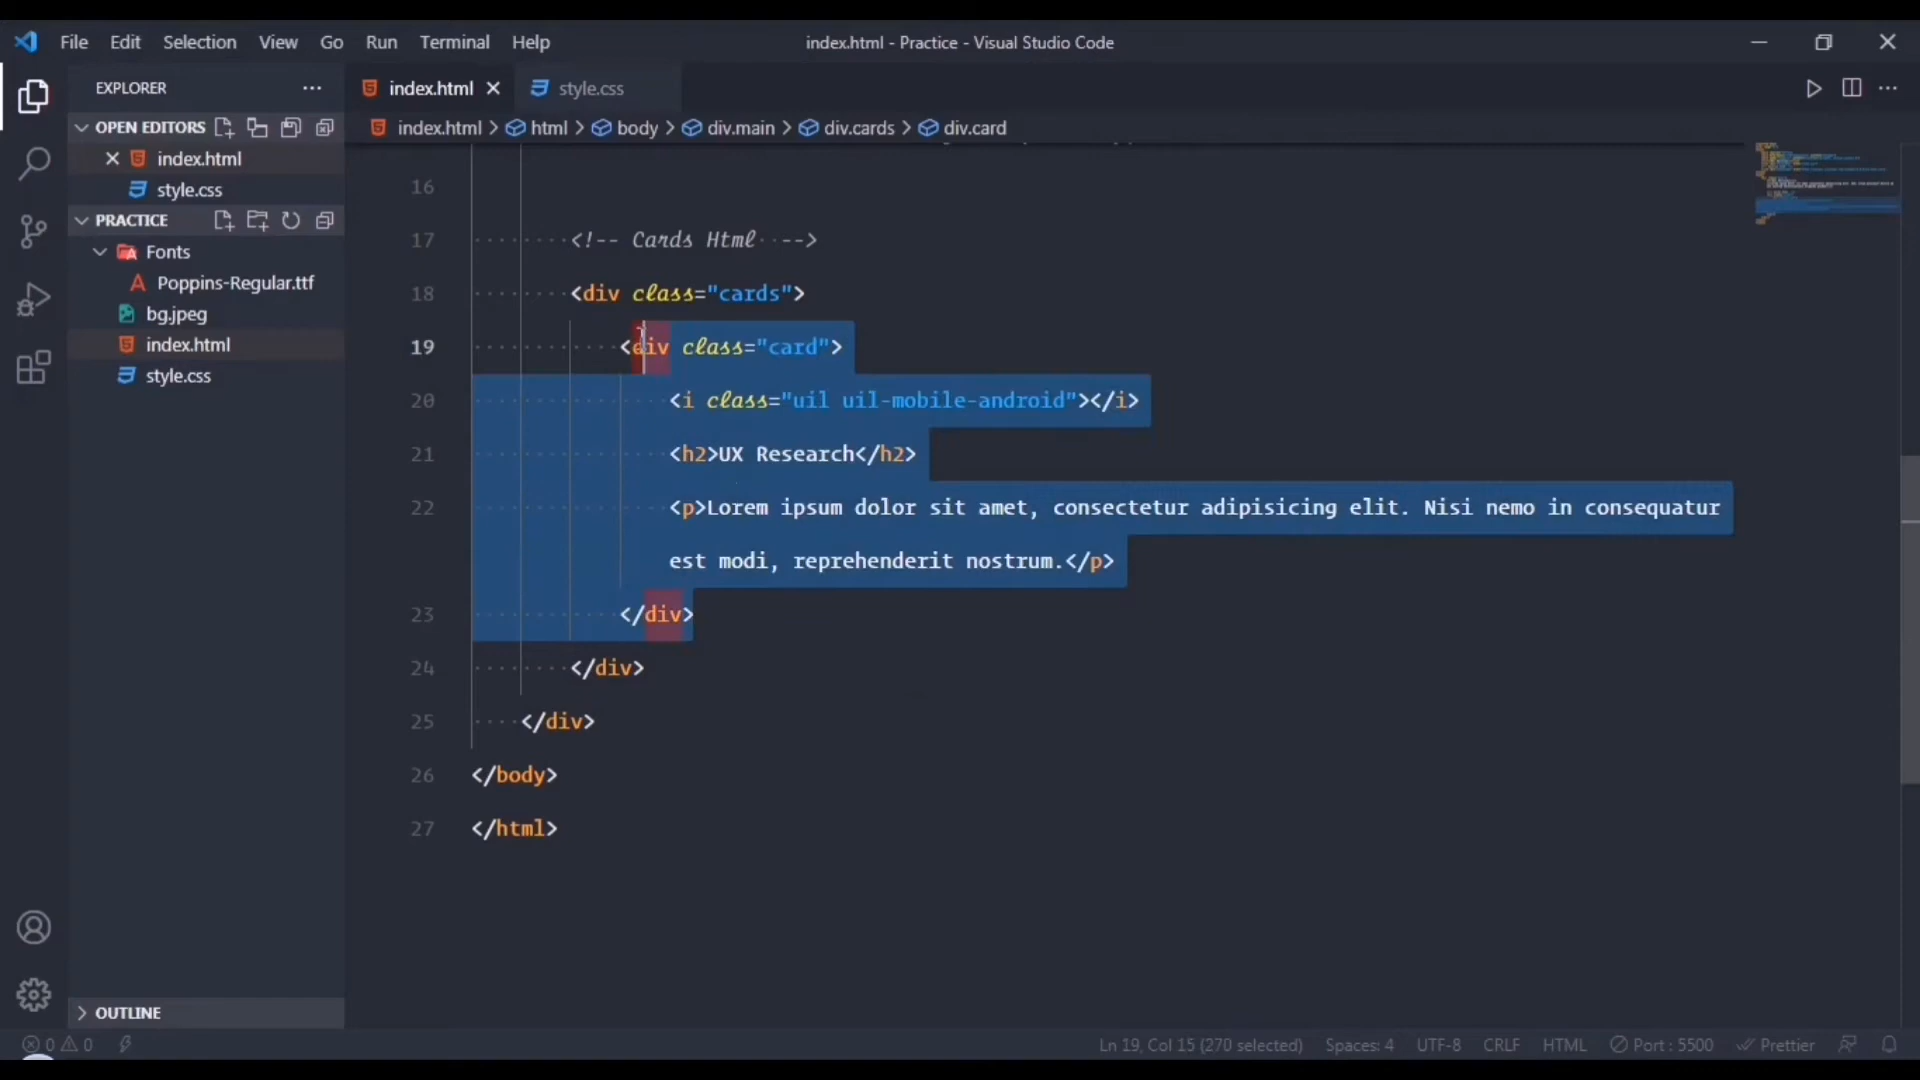 File Edit Selection View Go Run Terminal Help
index.html - Practice - Visual Studio Code
EXPLORER
OPEN EDITORS
index.html
style.css
PRACTICE
Fonts
Poppins-Regular.ttf
bg.jpeg
index.html
style.css
OUTLINE
index.html style.css
index.html > html > body > div.main > div.cards > div.card
16
17 <!-- Cards Html -->
18 <div class="cards">
19 <div class="card">
20 <i class="uil uil-mobile-android"></i>
21 <h2>UX Research</h2>
22 <p>Lorem ipsum dolor sit amet, consectetur adipisicing elit. Nisi nemo in consequatur
est modi, reprehenderit nostrum.</p>
23 </div>
24 </div>
25 </div>
26 </body>
27 </html>
0 0
Ln 19, Col 15 (270 selected) Spaces: 4 UTF-8 CRLF HTML Port : 5500 Prettier